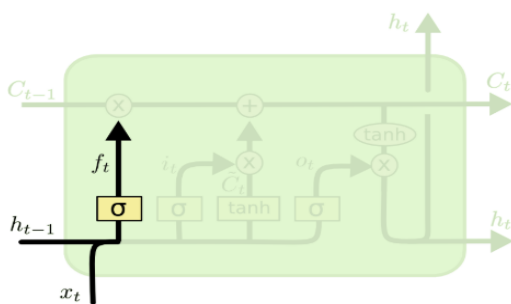 h_t
C_{t-1} × + C_t
tanh
f_t i_t × o_t ×
C̃_t
σ σ tanh σ
h_{t-1} h_t
x_t